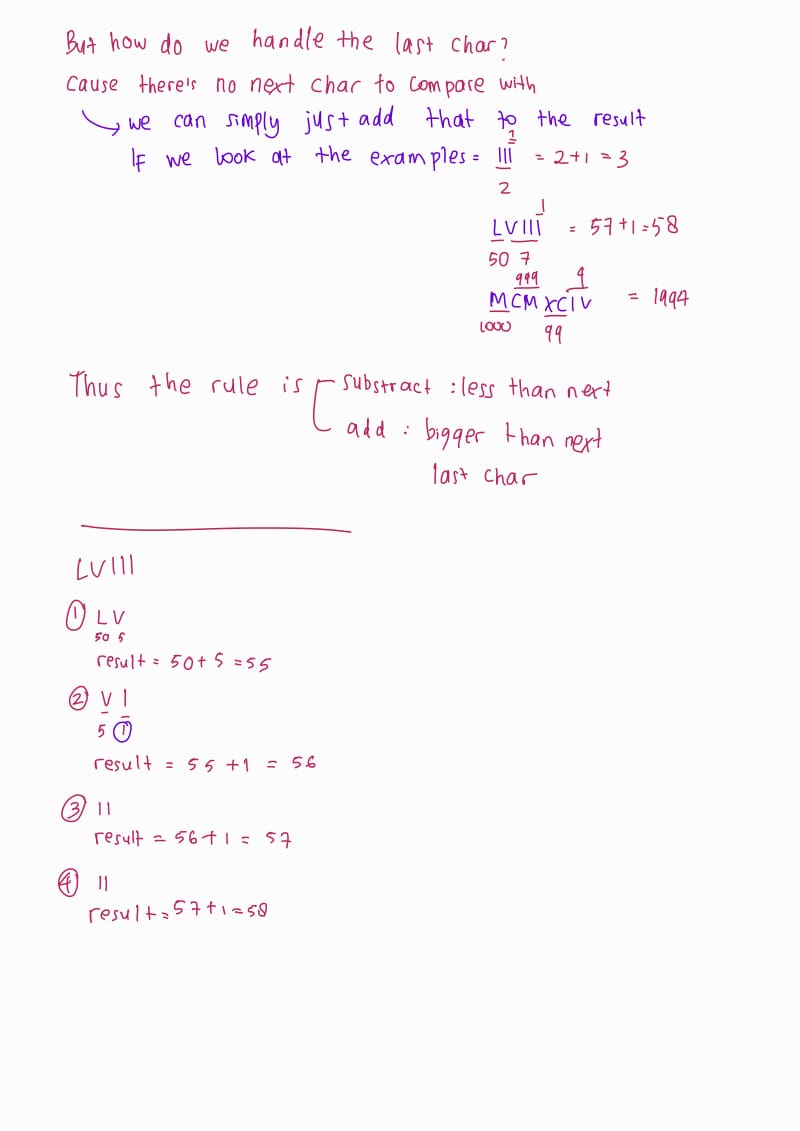 But how do we handle the last char?
Cause there's no next char to compare with
we can simply just add that to the result
1
If we look at the examples = III = 2+1 = 3
2
1
LVIII = 57+1=58
50 7
999 9
MCMXCIV = 1994
1000 99
Thus the rule is substract : less than next
add : bigger than next
last char
LVIII
① LV
50 5
result = 50+5 =55
② V I
5 1
result = 55 +1 = 56
③ II
result = 56+1 = 57
④ II
result = 57+1=58